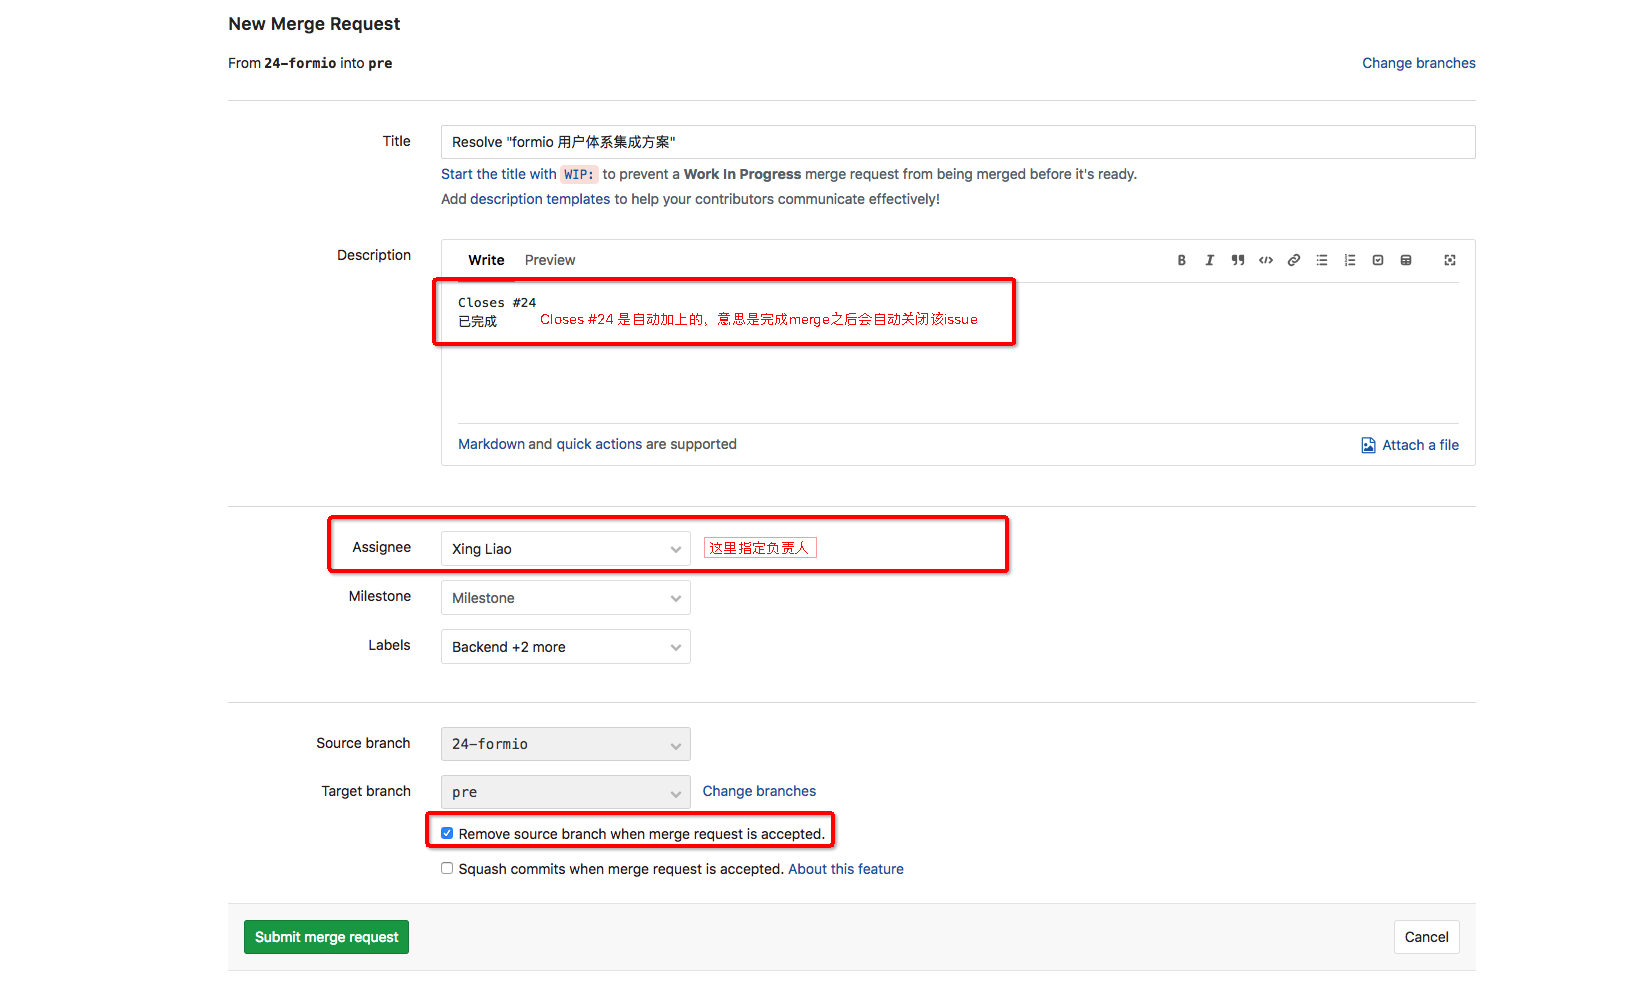 New Merge Request
From 24-formio into pre
Change branches
Title
Resolve "formio 用户体系集成方案"
Start the title with WIP: to prevent a Work In Progress merge request from being merged before it's ready.
Add description templates to help your contributors communicate effectively!
Description
Write Preview
Closes #24
已完成
Closes #24 是自动加上的，意思是完成merge之后会自动关闭该issue
Markdown and quick actions are supported
Attach a file
Assignee
Xing Liao
这里指定负责人
Milestone
Milestone
Labels
Backend +2 more
Source branch
24-formio
Target branch
pre
Change branches
Remove source branch when merge request is accepted.
Squash commits when merge request is accepted. About this feature
Submit merge request
Cancel